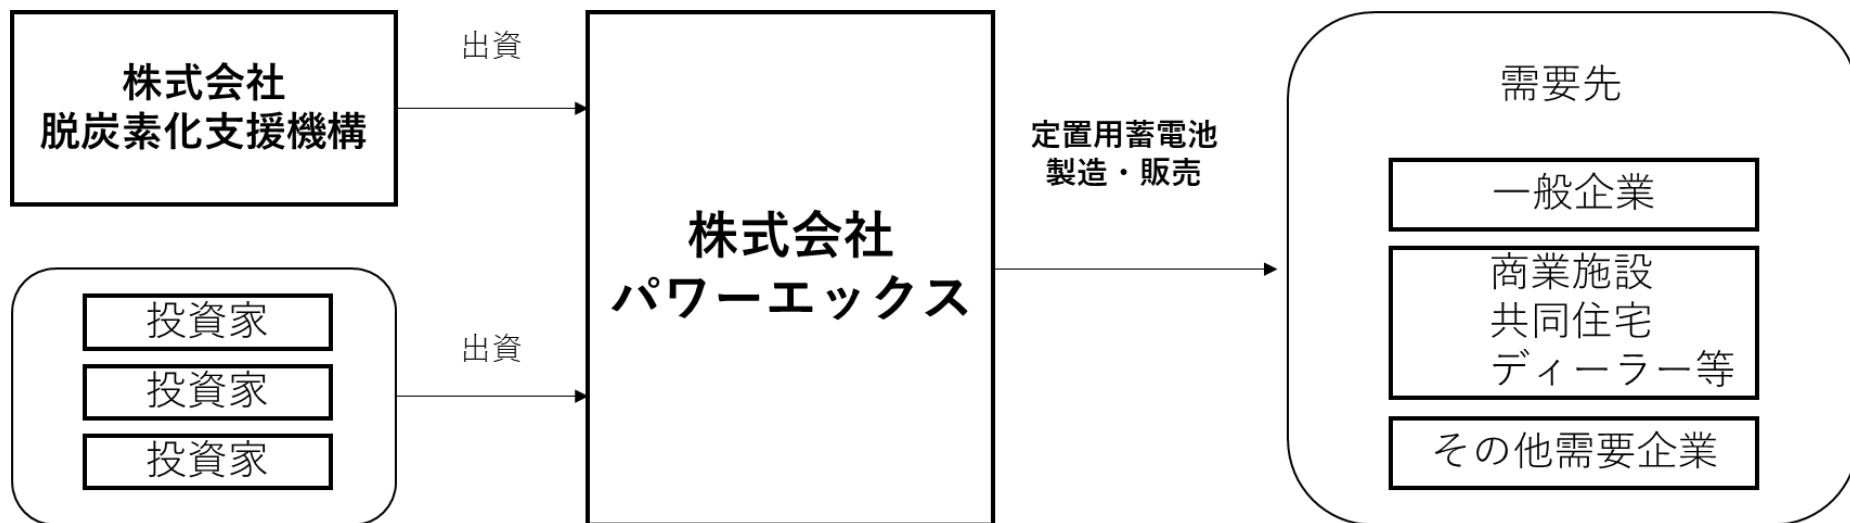 株式会社
脱炭素化支援機構
出資
投資家
投資家
投資家
出資
株式会社
パワーエックス
定置用蓄電池
製造・販売
需要先
一般企業
商業施設
共同住宅
ディーラー等
その他需要企業